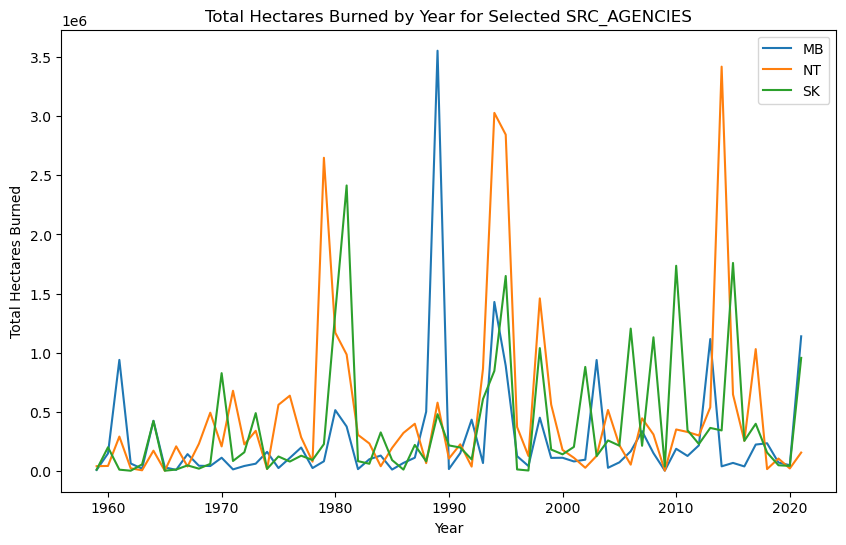 Total Hectares Burned by Year for Selected SRC_AGENCIES
1e6
MB
NT
SK
3.5
3.0
2.5
2.0
1.5
1.0
0.5
0.0
Total Hectares Burned
1960 1970 1980 1990 2000 2010 2020
Year